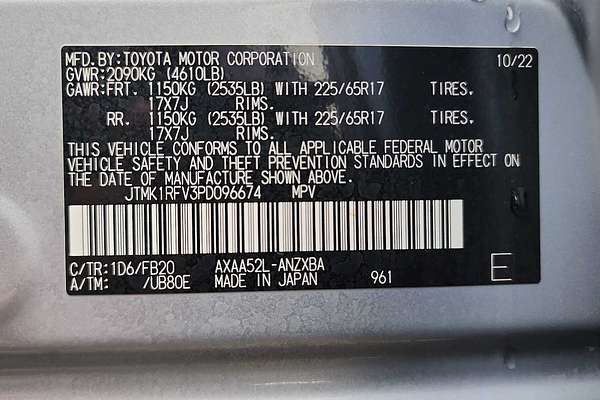 MFD.BY:TOYOTA MOTOR CORPORATION 10/22
GVWR:2090KG (4610LB)
GAWR:FRT. 1150KG (2535LB) WITH 225/65R17 TIRES.
17X7J RIMS.
RR. 1150KG (2535LB) WITH 225/65R17 TIRES.
17X7J RIMS.
THIS VEHICLE CONFORMS TO ALL APPLICABLE FEDERAL MOTOR
VEHICLE SAFETY AND THEFT PREVENTION STANDARDS IN EFFECT ON
THE DATE OF MANUFACTURE SHOWN ABOVE.
JTMK1RFV3PD096674 MPV
C/TR:1D6/FB20 AXAA52L-ANZXBA
A/TM: /UB80E MADE IN JAPAN 961 E